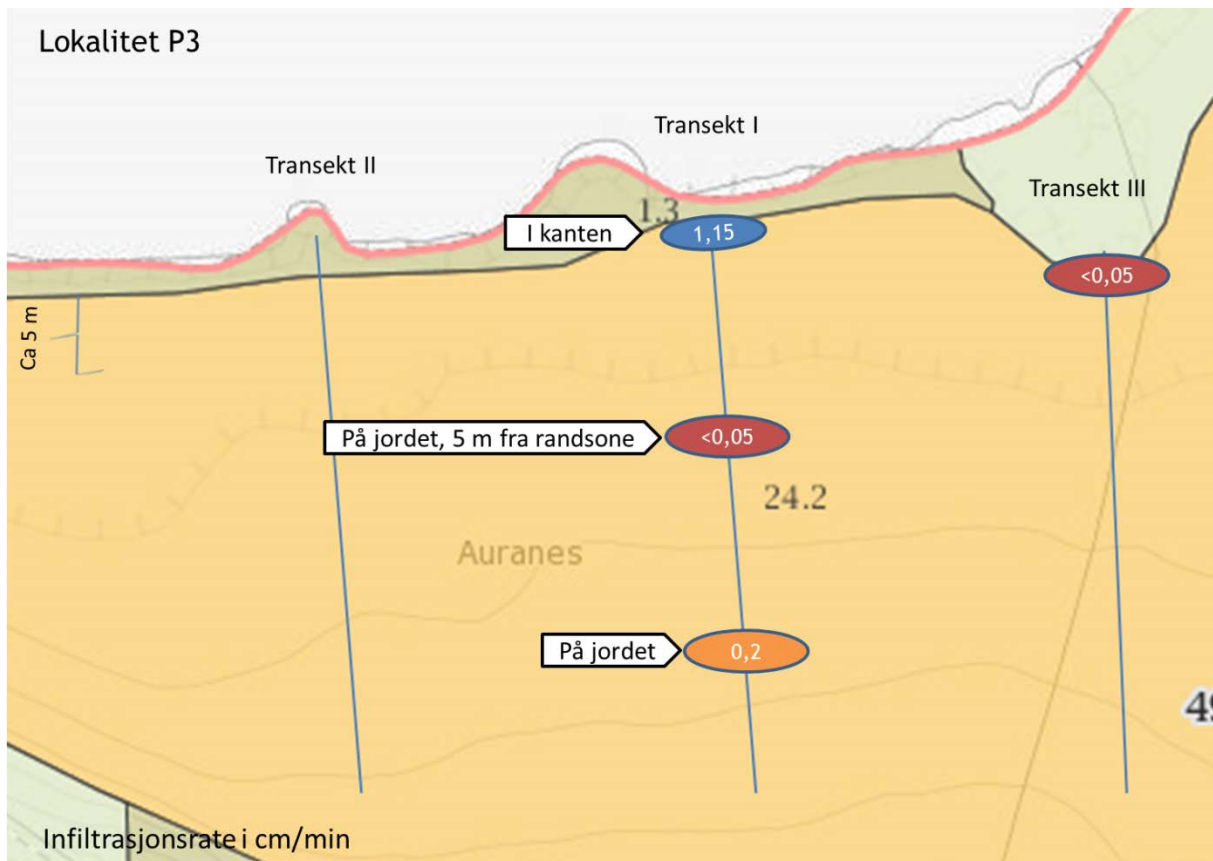 Lokalitet P3
Transekt I
Transekt II
Transekt III
1.3
I kanten
1,15
<0,05
Ca 5 m
På jordet, 5 m fra randsone
<0,05
24.2
Auranes
På jordet
0,2
49
Infiltrasjonsrate i cm/min